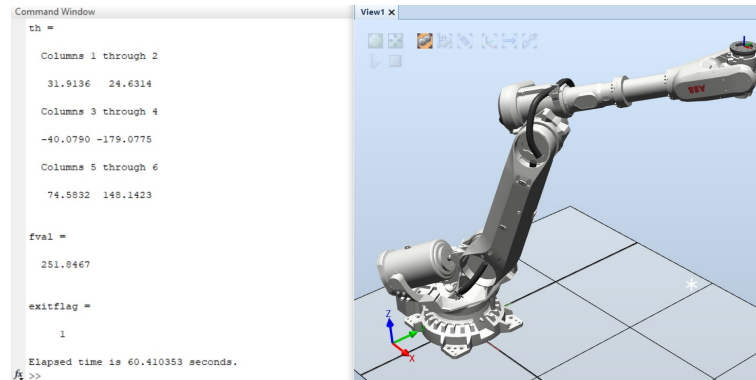 Command Window
th =
Columns 1 through 2
31.9136 24.6314
Columns 3 through 4
-40.0790 -179.0775
Columns 5 through 6
74.5832 148.1423
fval =
251.8467
exitflag =
1
Elapsed time is 60.410353 seconds.
fx >>
View1 X
ABB
Z
X